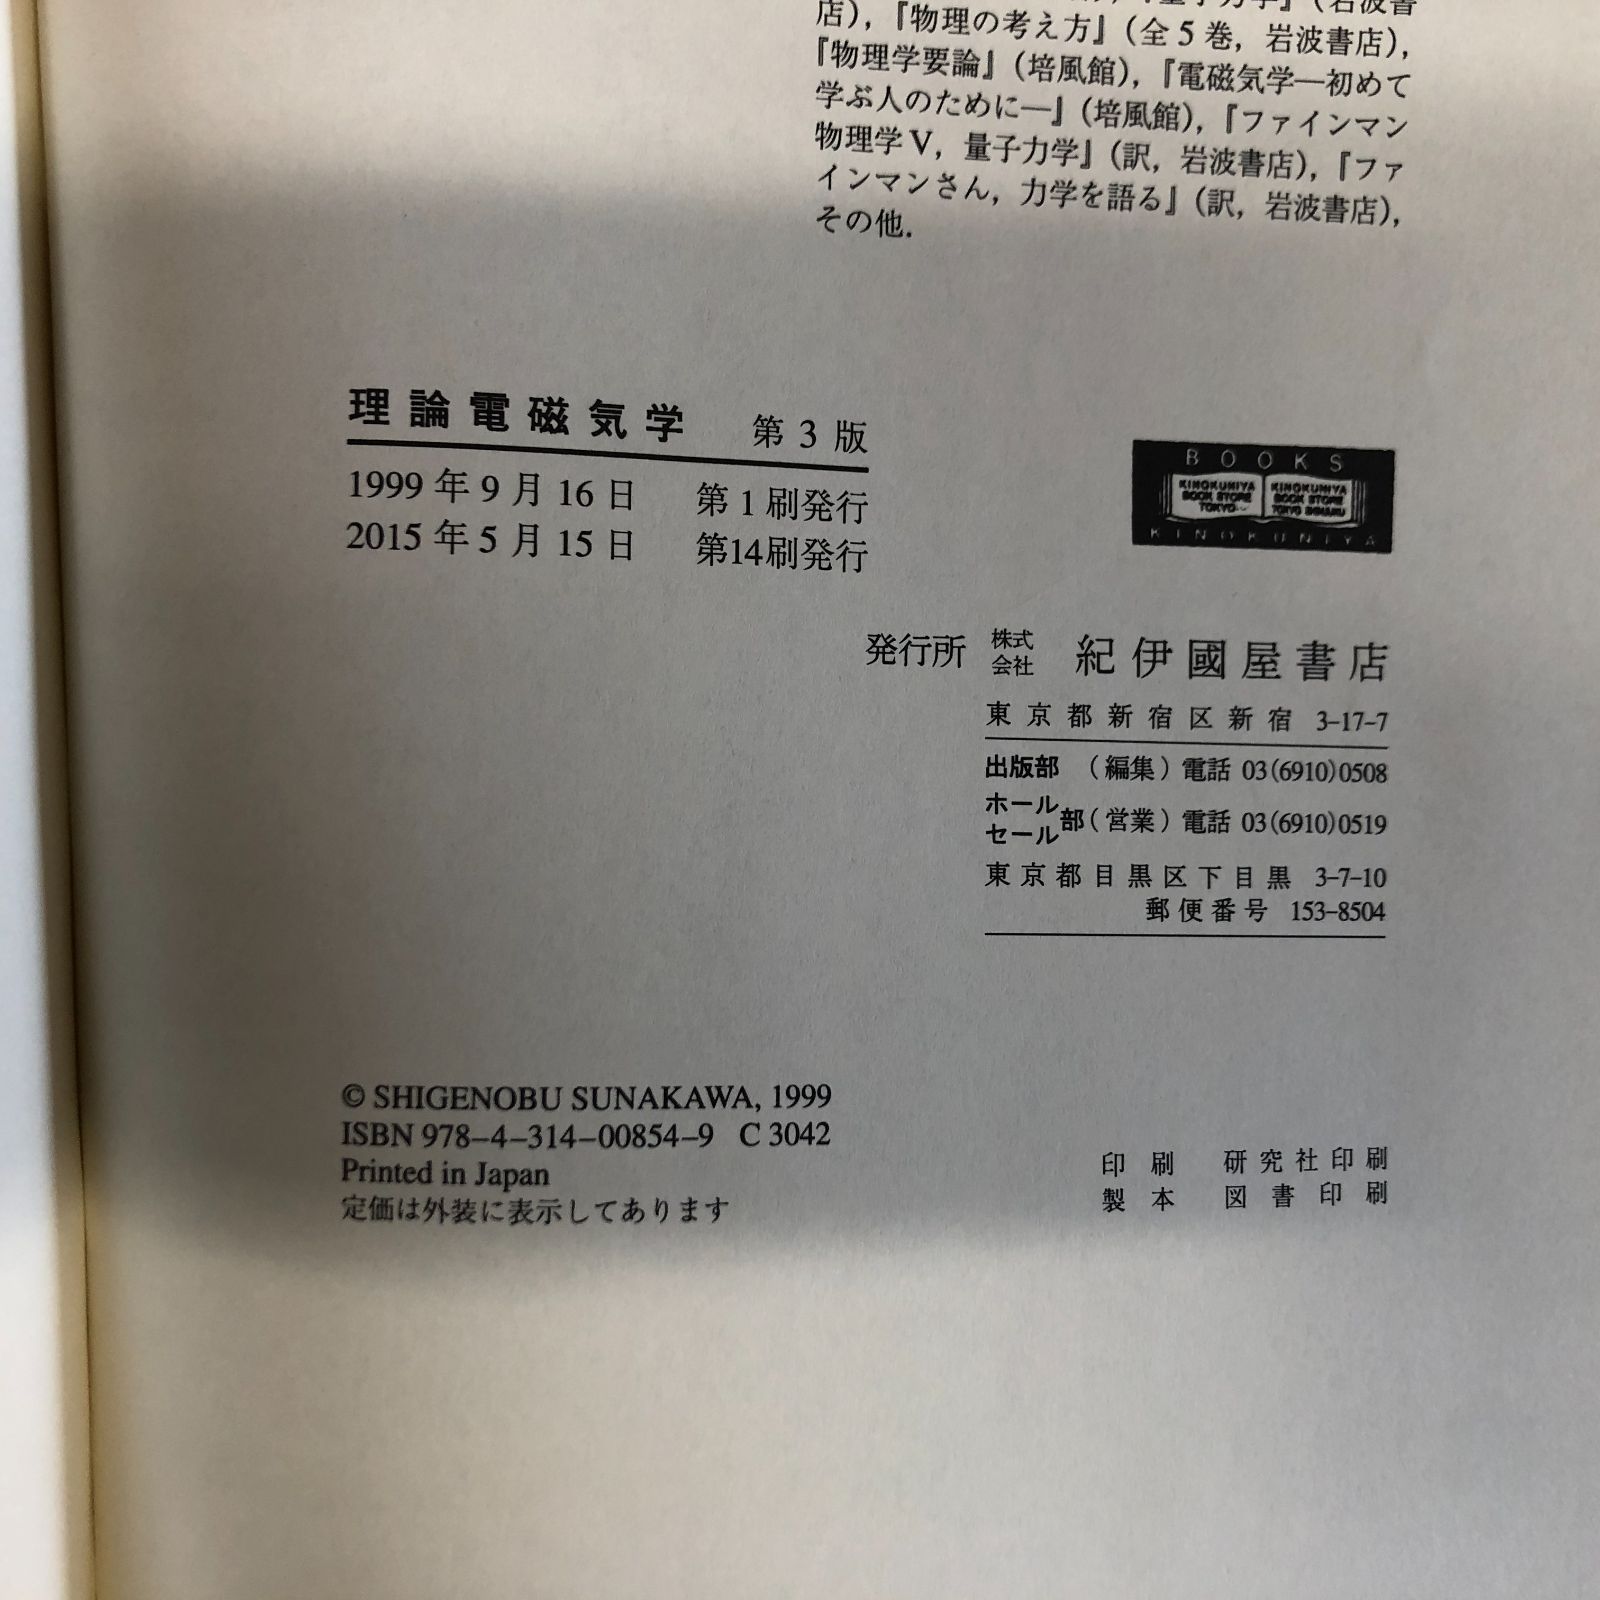 店),『物理の考え方』(全5巻,岩波書店),
『物理学要論』(培風館),『電磁気学―初めて
学ぶ人のために―』(培風館),『ファインマン
物理学Ⅴ,量子力学』(訳,岩波書店),『ファ
インマンさん,力学を語る』(訳,岩波書店),
その他.
理論電磁気学 第3版
1999年9月16日 第1刷発行
2015年5月15日 第14刷発行
BOOKS
KINOKUNIYA BOOK STORE TOKYO
KINOKUNIYA BOOK STORE
KINOKUNIYA
発行所 株式会社 紀伊國屋書店
東京都新宿区新宿 3-17-7
出版部 (編集) 電話 03(6910)0508
ホールセール部(営業) 電話 03(6910)0519
東京都目黒区下目黒 3-7-10
郵便番号 153-8504
© SHIGENOBU SUNAKAWA, 1999
ISBN 978-4-314-00854-9 C 3042
Printed in Japan
定価は外装に表示してあります
印刷 研究社印刷
製本 図書印刷